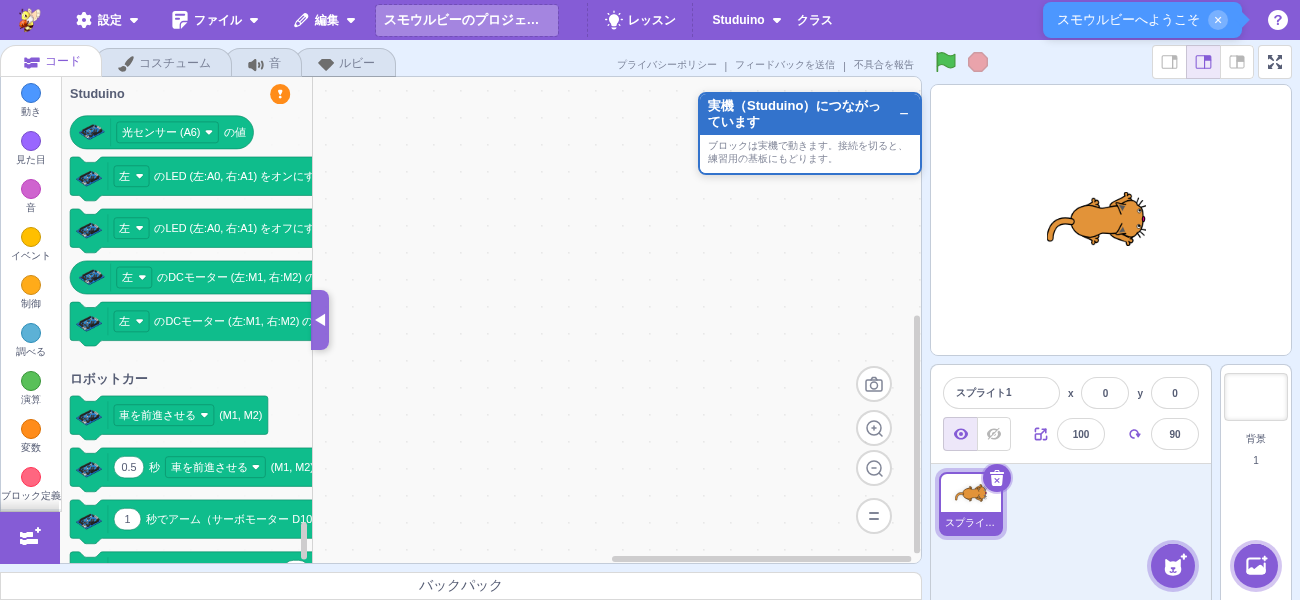 設定
ファイル
編集
スモウルビーのプロジェ…
レッスン
Studuino
クラス
スモウルビーへようこそ
コード
コスチューム
音
ルビー
プライバシーポリシー | フィードバックを送信 | 不具合を報告
動き
見た目
音
イベント
制御
調べる
演算
変数
ブロック定義
Studuino
光センサー (A6) の値
左 のLED (左:A0, 右:A1) をオンにす
左 のLED (左:A0, 右:A1) をオフにす
左 のDCモーター (左:M1, 右:M2) の
左 のDCモーター (左:M1, 右:M2) の
ロボットカー
車を前進させる (M1, M2)
0.5 秒 車を前進させる (M1, M2)
1 秒でアーム（サーボモーター D10
実機（Studuino）につながっ
ています
ブロックは実機で動きます。接続を切ると、
練習用の基板にもどります。
スプライト1
x 0
y 0
100
90
スプライ…
背景
1
バックパック